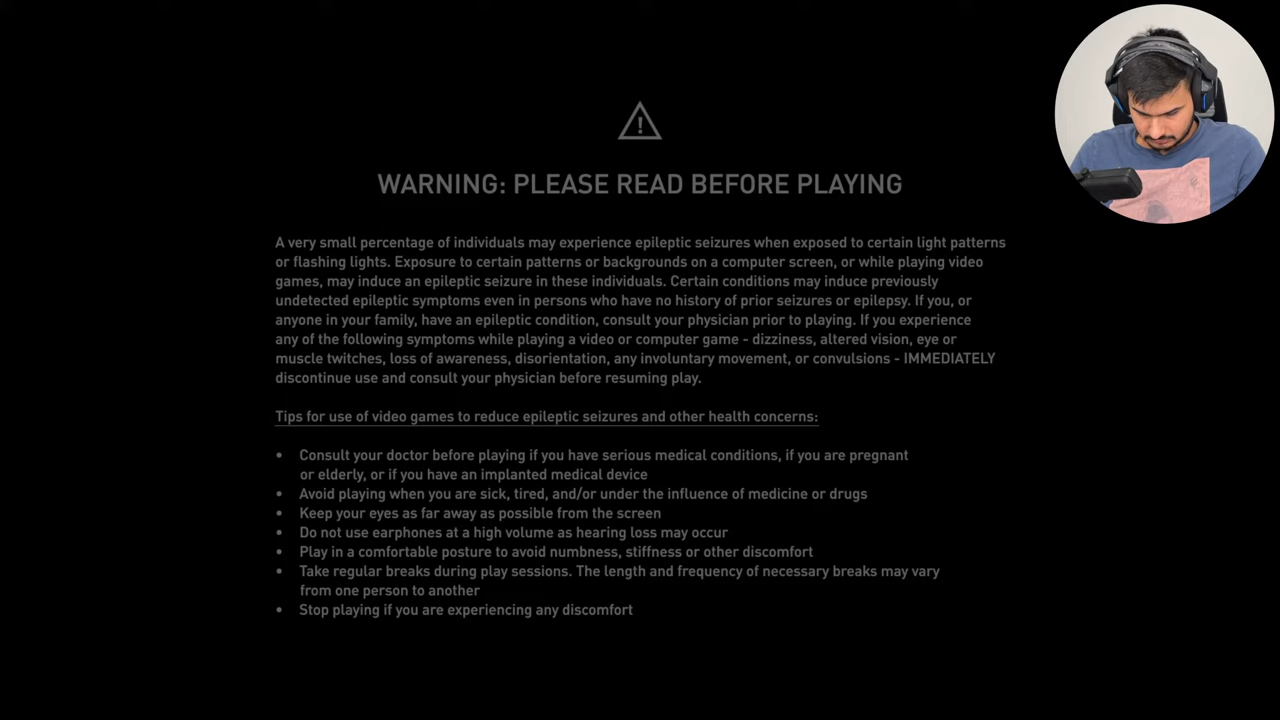 WARNING: PLEASE READ BEFORE PLAYING
A very small percentage of individuals may experience epileptic seizures when exposed to certain light patterns
or flashing lights. Exposure to certain patterns or backgrounds on a computer screen, or while playing video
games, may induce an epileptic seizure in these individuals. Certain conditions may induce previously
undetected epileptic symptoms even in persons who have no history of prior seizures or epilepsy. If you, or
anyone in your family, have an epileptic condition, consult your physician prior to playing. If you experience
any of the following symptoms while playing a video or computer game - dizziness, altered vision, eye or
muscle twitches, loss of awareness, disorientation, any involuntary movement, or convulsions - IMMEDIATELY
discontinue use and consult your physician before resuming play.
Tips for use of video games to reduce epileptic seizures and other health concerns:
• Consult your doctor before playing if you have serious medical conditions, if you are pregnant
or elderly, or if you have an implanted medical device
• Avoid playing when you are sick, tired, and/or under the influence of medicine or drugs
• Keep your eyes as far away as possible from the screen
• Do not use earphones at a high volume as hearing loss may occur
• Play in a comfortable posture to avoid numbness, stiffness or other discomfort
• Take regular breaks during play sessions. The length and frequency of necessary breaks may vary
from one person to another
• Stop playing if you are experiencing any discomfort